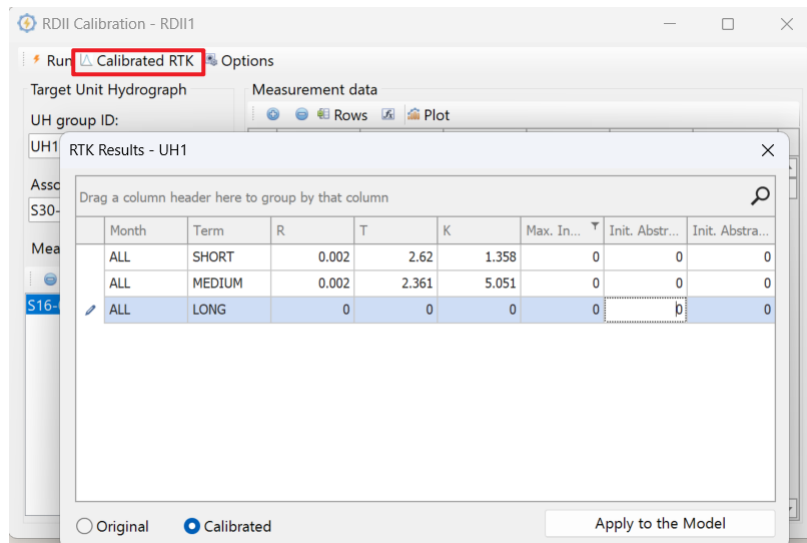 RDII Calibration - RDII1
Run Calibrated RTK Options
Target Unit Hydrograph Measurement data
Rows Plot
UH group ID:
UH1
RTK Results - UH1
Asso
S30-
Mea
S16-
Drag a column header here to group by that column
Month Term R T K Max. In... Init. Abstr... Init. Abstra...
ALL SHORT 0.002 2.62 1.358 0 0 0
ALL MEDIUM 0.002 2.361 5.051 0 0 0
ALL LONG 0 0 0 0 0 0
Original Calibrated Apply to the Model